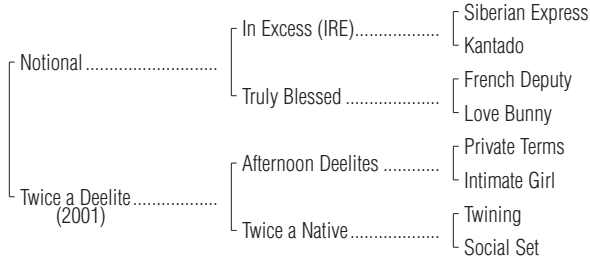 Siberian Express
In Excess (IRE)....................
Kantado
Notional ...............................
French Deputy
Truly Blessed ......................
Love Bunny
Private Terms
Afternoon Deelites .............
Intimate Girl
Twice a Deelite....................
(2001)
Twining
Twice a Native.....................
Social Set